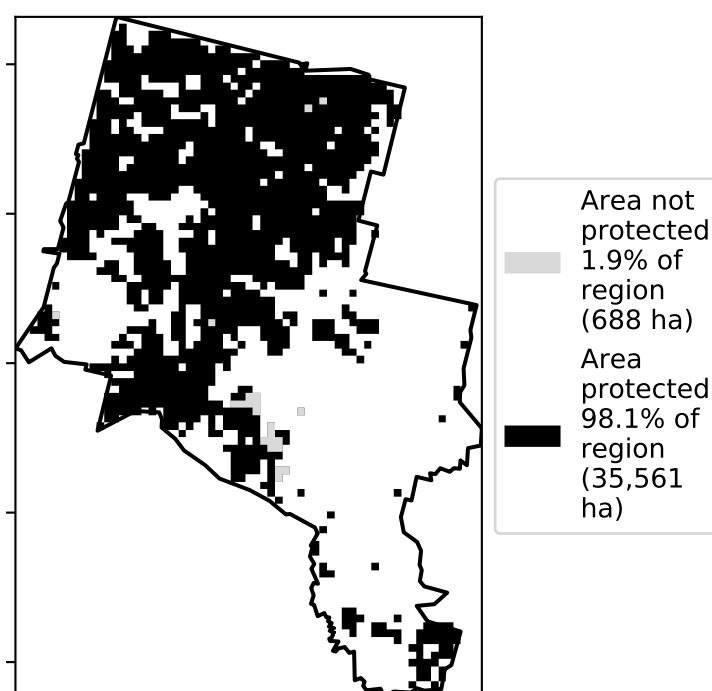 Area not
protected
1.9% of
region
(688 ha)
Area
protected
98.1% of
region
(35,561
ha)